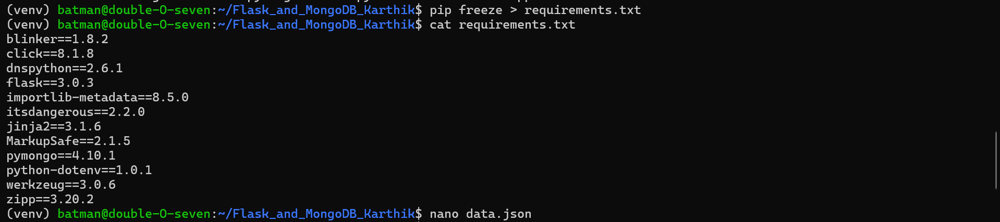 (venv) batman@double-O-seven:~/Flask_and_MongoDB_Karthik$ pip freeze > requirements.txt
(venv) batman@double-O-seven:~/Flask_and_MongoDB_Karthik$ cat requirements.txt
blinker==1.8.2
click==8.1.8
dnspython==2.6.1
flask==3.0.3
importlib-metadata==8.5.0
itsdangerous==2.2.0
jinja2==3.1.6
MarkupSafe==2.1.5
pymongo==4.10.1
python-dotenv==1.0.1
werkzeug==3.0.6
zipp==3.20.2
(venv) batman@double-O-seven:~/Flask_and_MongoDB_Karthik$ nano data.json